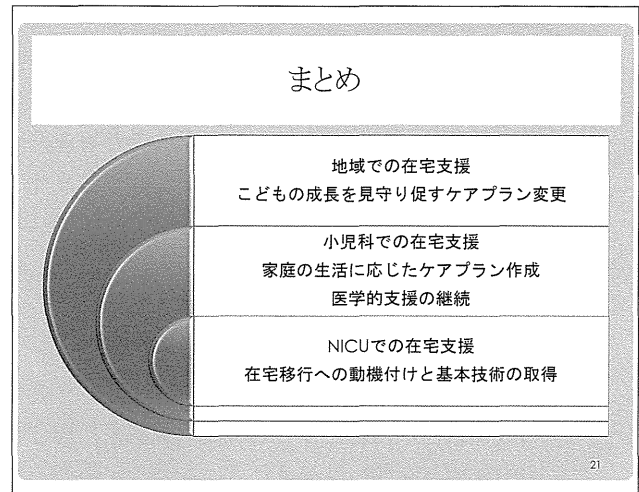 まとめ
地域での在宅支援
こどもの成長を見守り促すケアプラン変更
小児科での在宅支援
家庭の生活に応じたケアプラン作成
医学的支援の継続
NICUでの在宅支援
在宅移行への動機付けと基本技術の取得
21